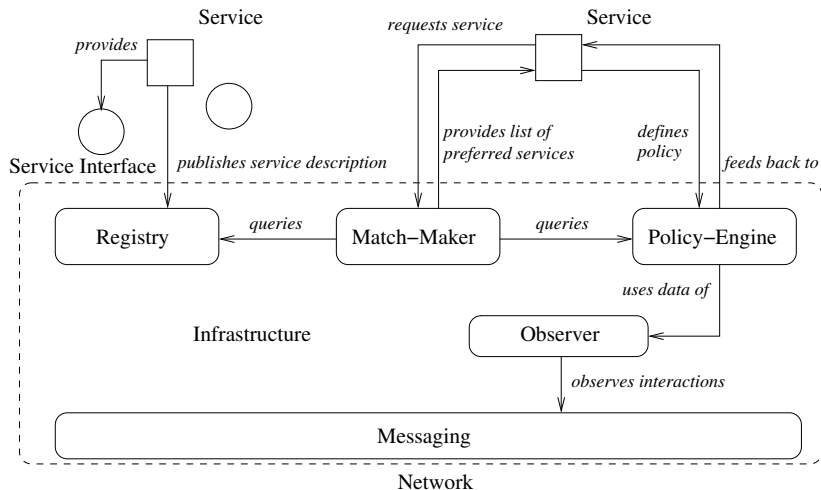 Service
Service
provides
requests service
provides list of
preferred services
defines
policy
Service Interface
publishes service description
feeds back to
Registry
queries
Match−Maker
queries
Policy−Engine
uses data of
Infrastructure
Observer
observes interactions
Messaging
Network